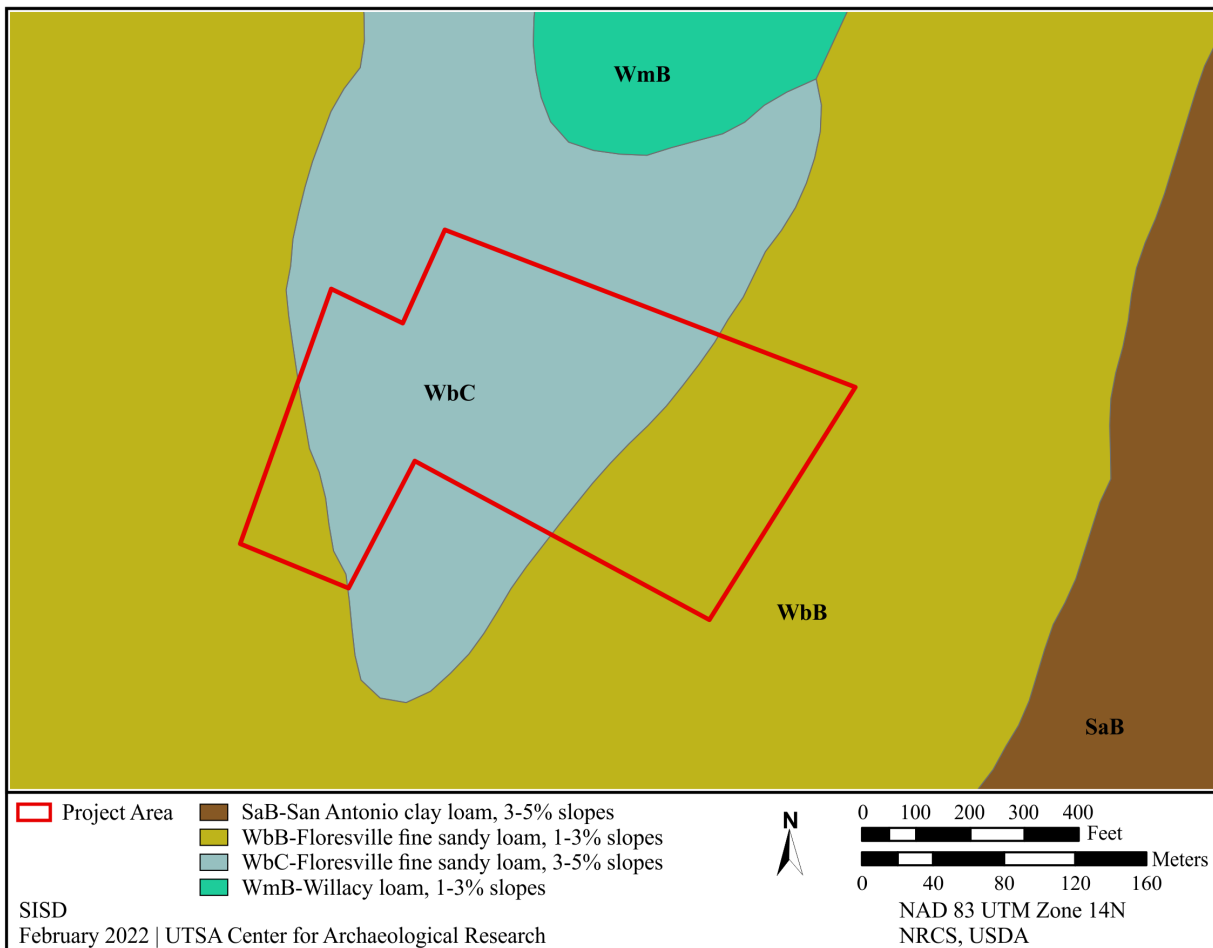 WmB
WbC
WbB
SaB
Project Area
SaB-San Antonio clay loam, 3-5% slopes
WbB-Floresville fine sandy loam, 1-3% slopes
WbC-Floresville fine sandy loam, 3-5% slopes
WmB-Willacy loam, 1-3% slopes
SISD
February 2022 | UTSA Center for Archaeological Research
N
0 100 200 300 400
Feet
Meters
0 40 80 120 160
NAD 83 UTM Zone 14N
NRCS, USDA